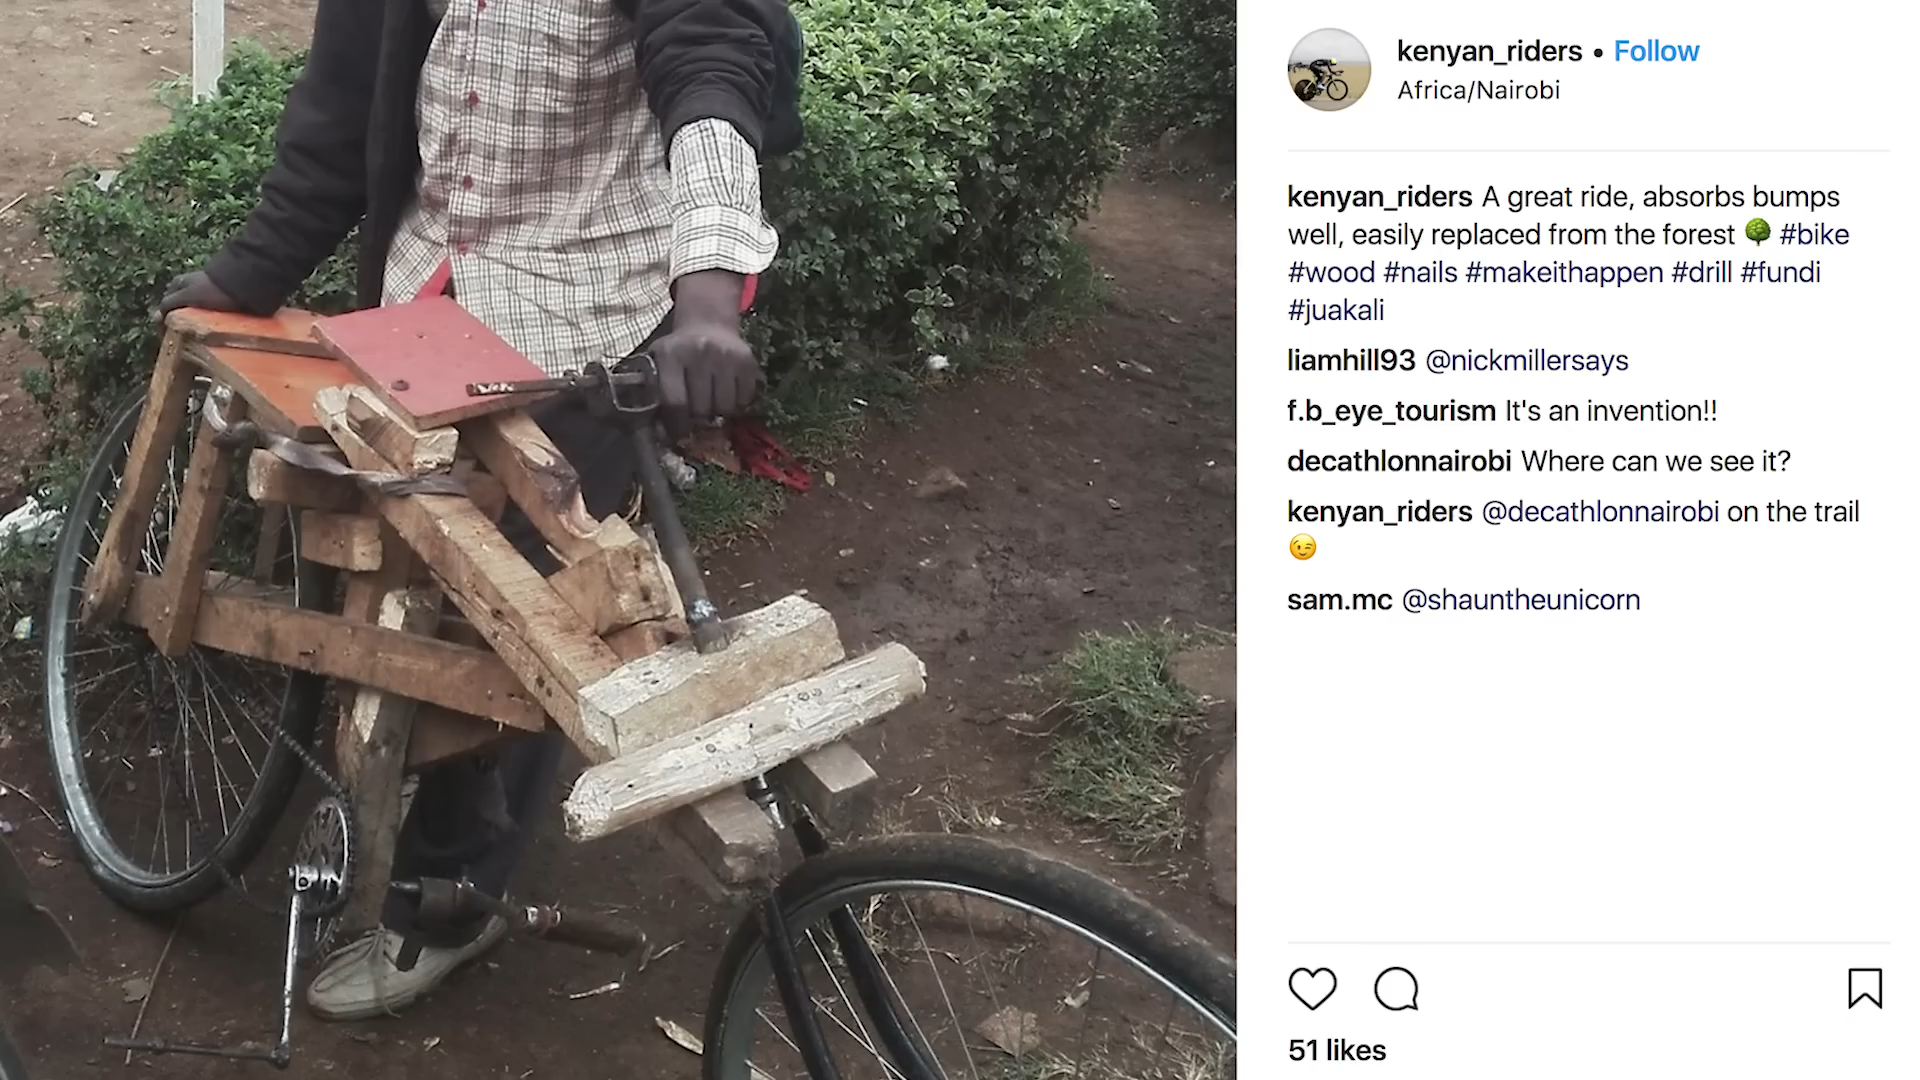 kenyan_riders • Follow
Africa/Nairobi
kenyan_riders A great ride, absorbs bumps
well, easily replaced from the forest 🌳 #bike
#wood #nails #makeithappen #drill #fundi
#juakali
liamhill93 @nickmillersays
f.b_eye_tourism It's an invention!!
decathlonnairobi Where can we see it?
kenyan_riders @decathlonnairobi on the trail
😉
sam.mc @shauntheunicorn
51 likes